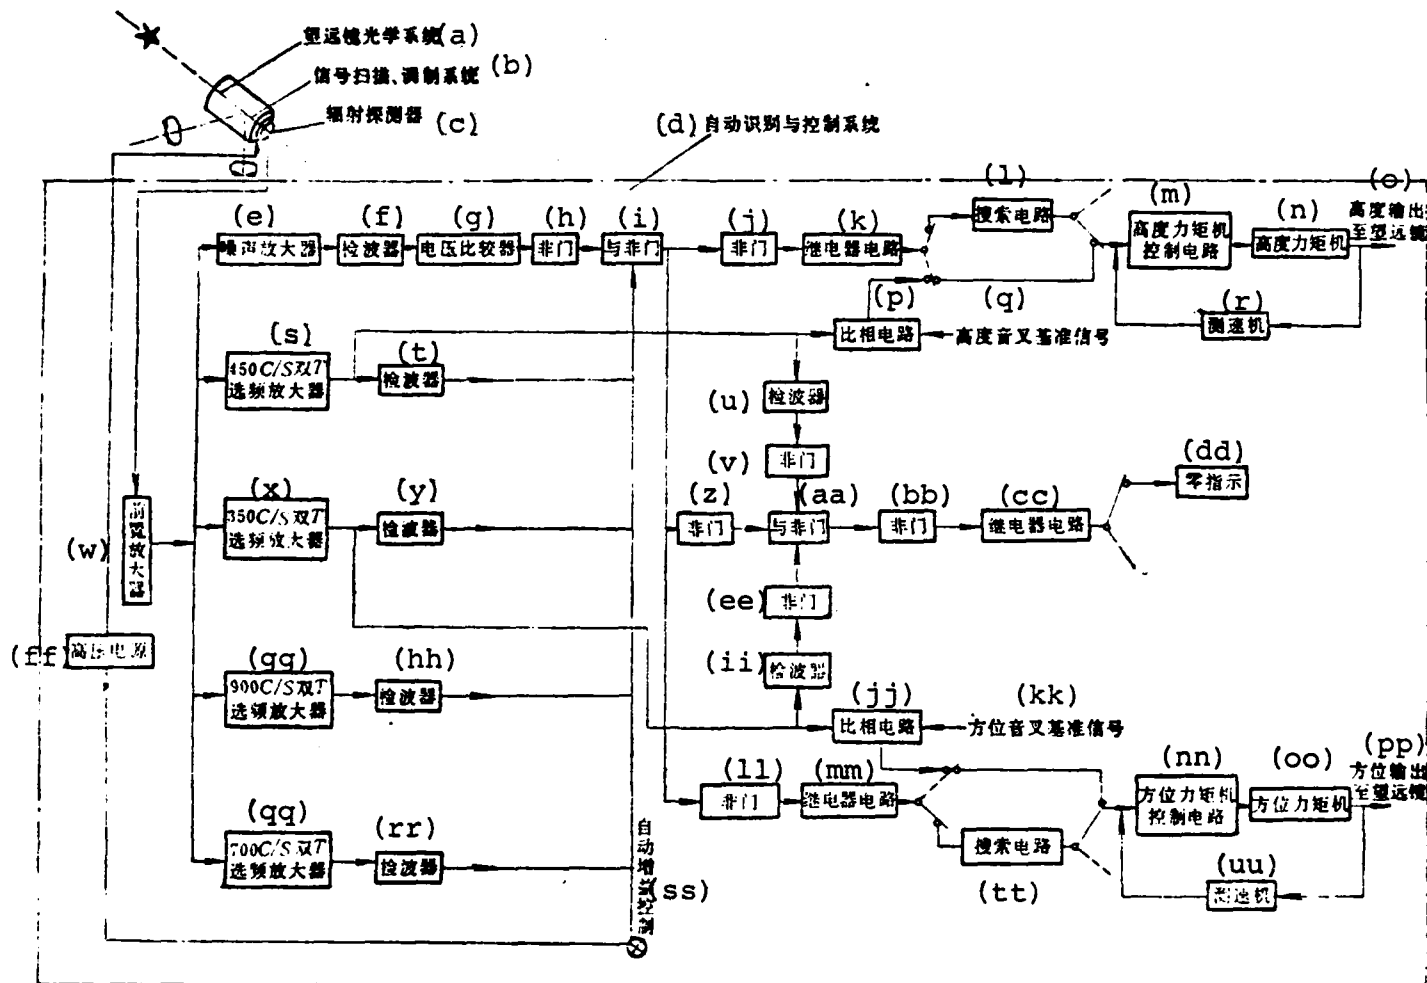 望远镜光学系统(a)
信号扫描、调制系统 (b)
辐射探测器 (c)
(d) 自动识别与控制系统
(e) (f) (g) (h) (i) (j) (k) (l) (m) (n) (o)
噪声放大器 检波器 电压比较器 非门 与非门 非门 继电器电路 搜索电路
高度力矩机
控制电路
高度力矩机
高度输出
至望远镜
(p) (q) (r)
比相电路 高度音叉基准信号 测速机
(s) (t)
450C/S双T
选频放大器
检波器
(u) 检波器
(v) 非门
(w) 前置放大器
(x) (y) (z) (aa) (bb) (cc) (dd)
350C/S双T
选频放大器
检波器 非门 与非门 非门 继电器电路 零指示
(ee) 非门
(ff) 高压电源
(qq) (hh)
900C/S双T
选频放大器
检波器
(ii) 检波器
(jj) (kk)
比相电路 方位音叉基准信号
(ll) (mm) (nn) (oo) (pp)
非门 继电器电路
方位力矩机
控制电路
方位力矩机
方位输出
至望远镜
(qq) (rr)
700C/S双T
选频放大器
检波器
自动增益控制 (ss)
搜索电路
(tt)
(uu)
测速机